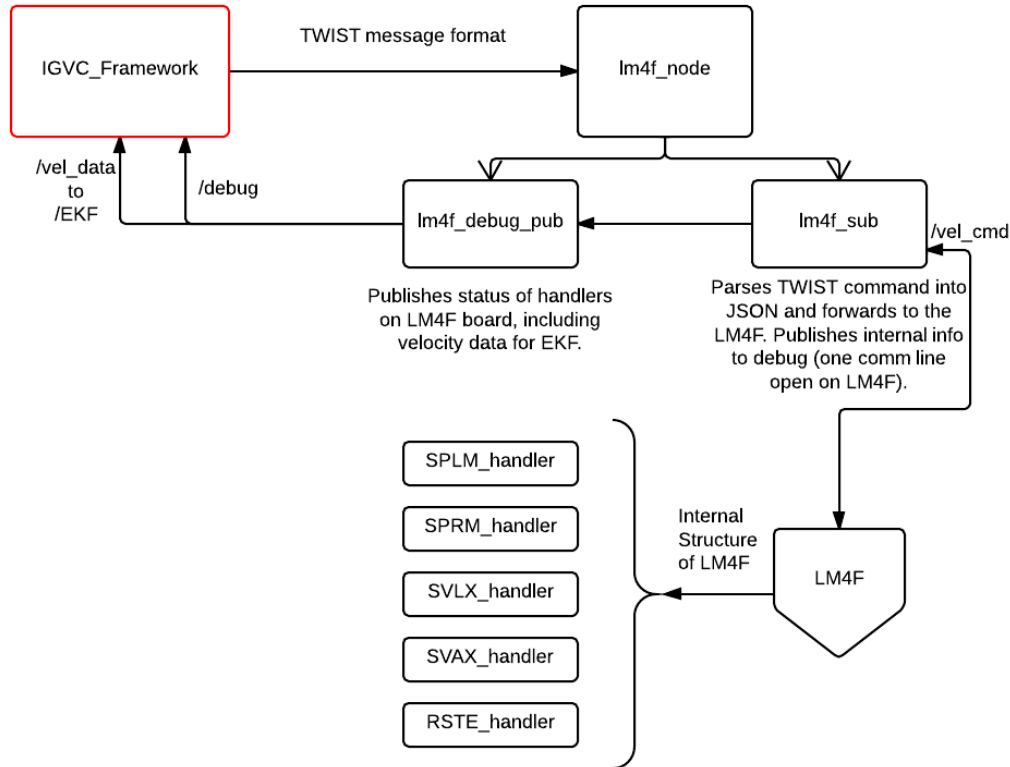 TWIST message format
IGVC_Framework
lm4f_node
/vel_data
to
/EKF
/debug
lm4f_debug_pub
lm4f_sub
/vel_cmd
Publishes status of handlers
on LM4F board, including
velocity data for EKF.
Parses TWIST command into
JSON and forwards to the
LM4F. Publishes internal info
to debug (one comm line
open on LM4F).
SPLM_handler
SPRM_handler
SVLX_handler
SVAX_handler
RSTE_handler
Internal
Structure
of LM4F
LM4F